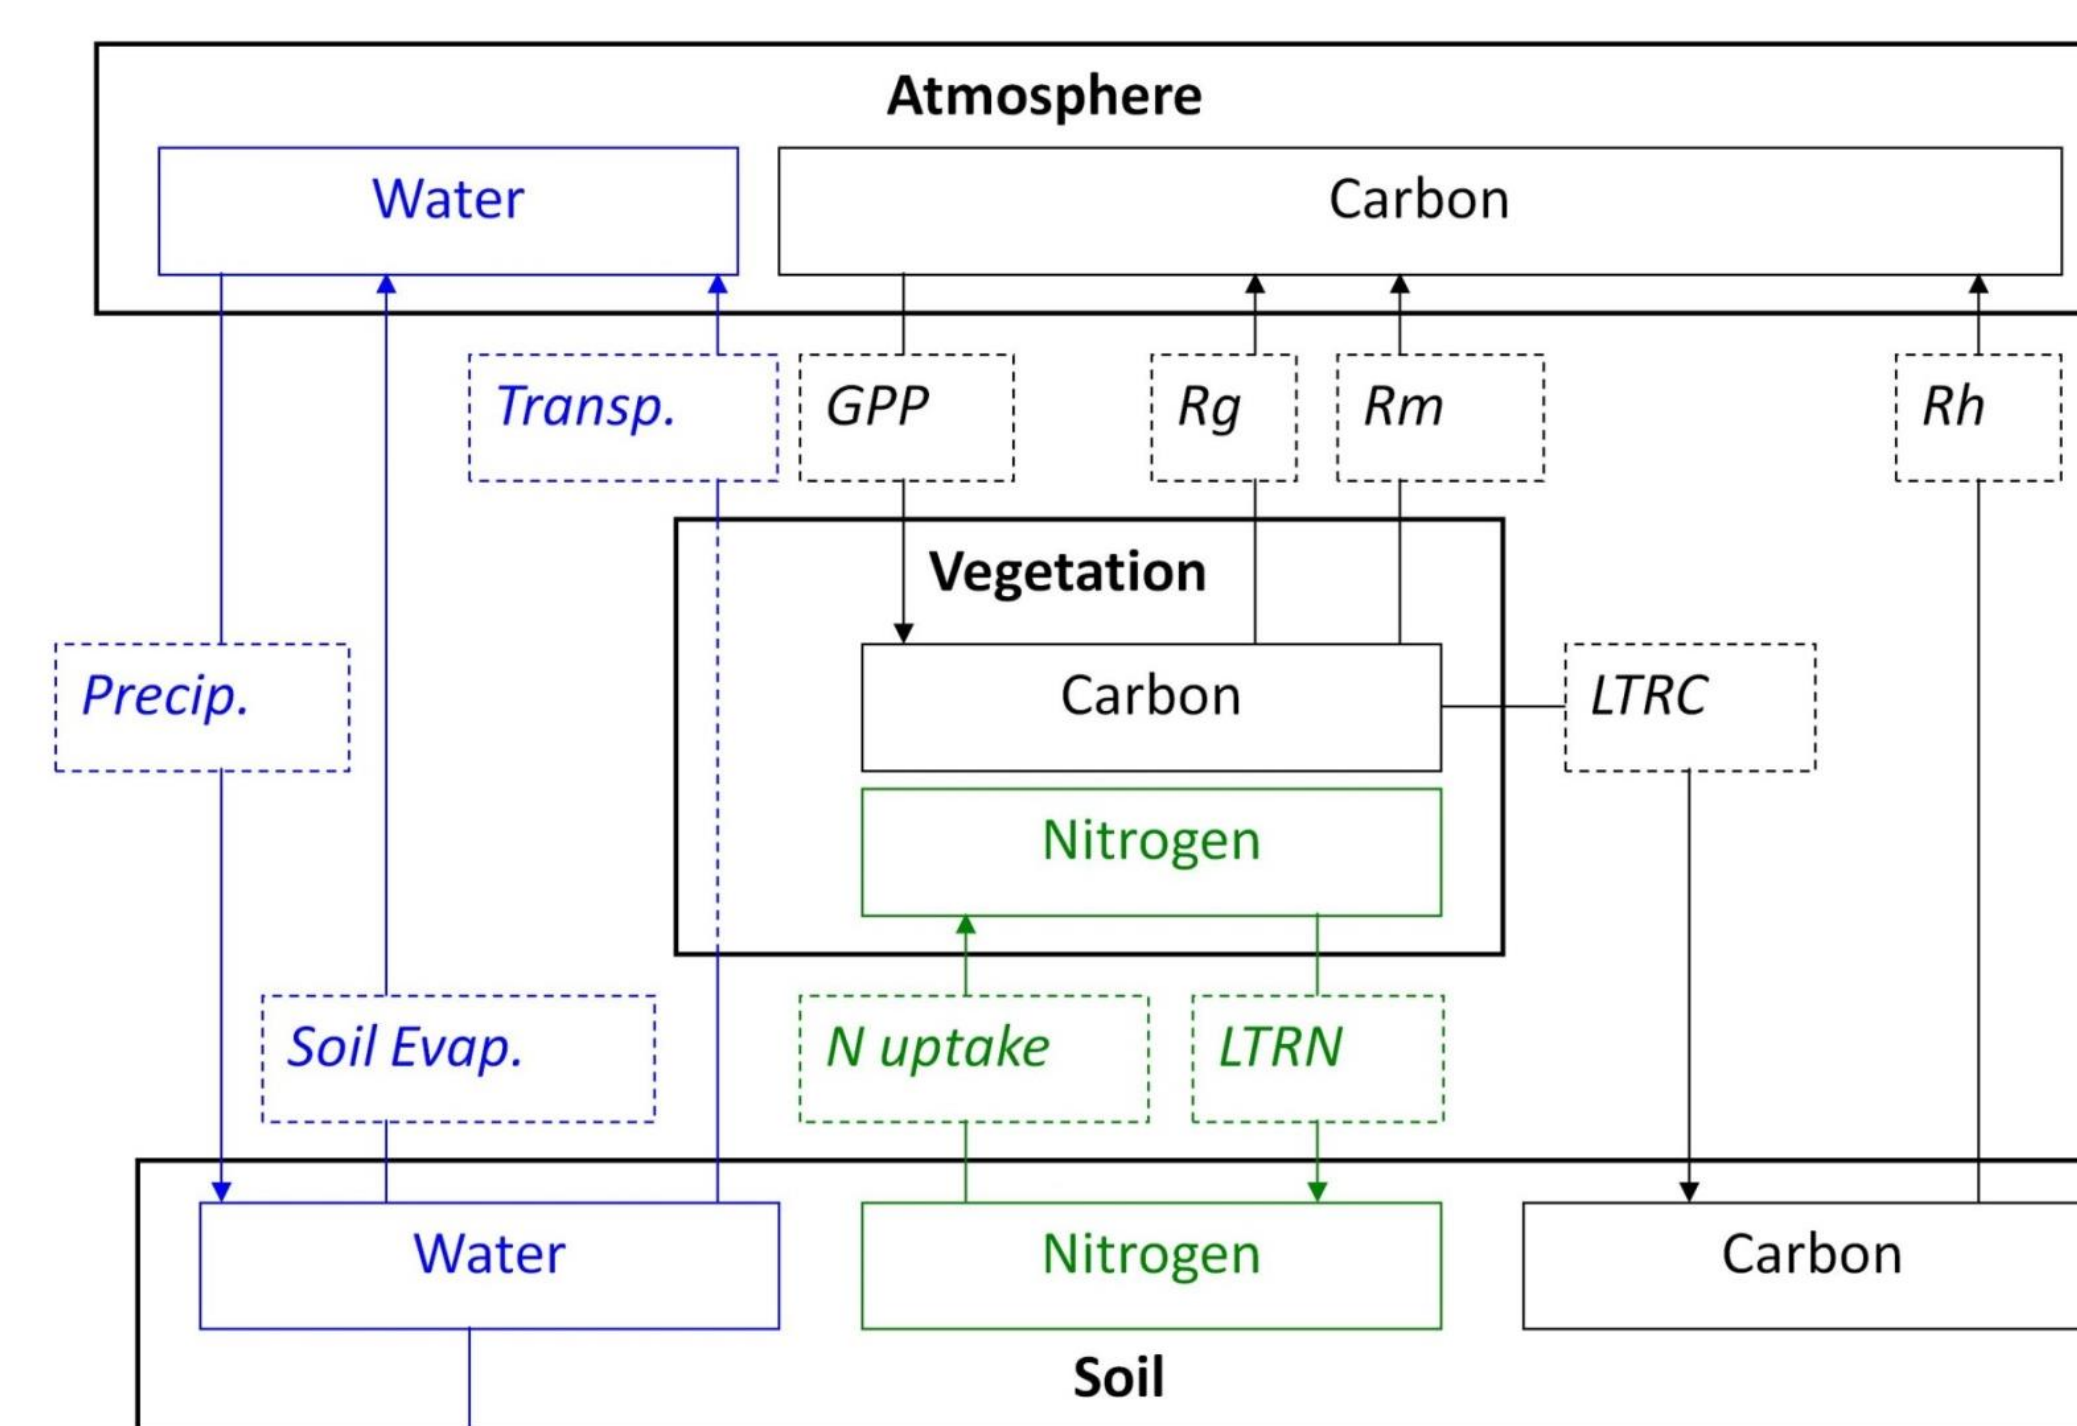 Atmosphere
Water
Carbon
Transp.
GPP
Rg
Rm
Rh
Vegetation
Precip.
Carbon
LTRC
Nitrogen
Soil Evap.
N uptake
LTRN
Water
Nitrogen
Carbon
Soil